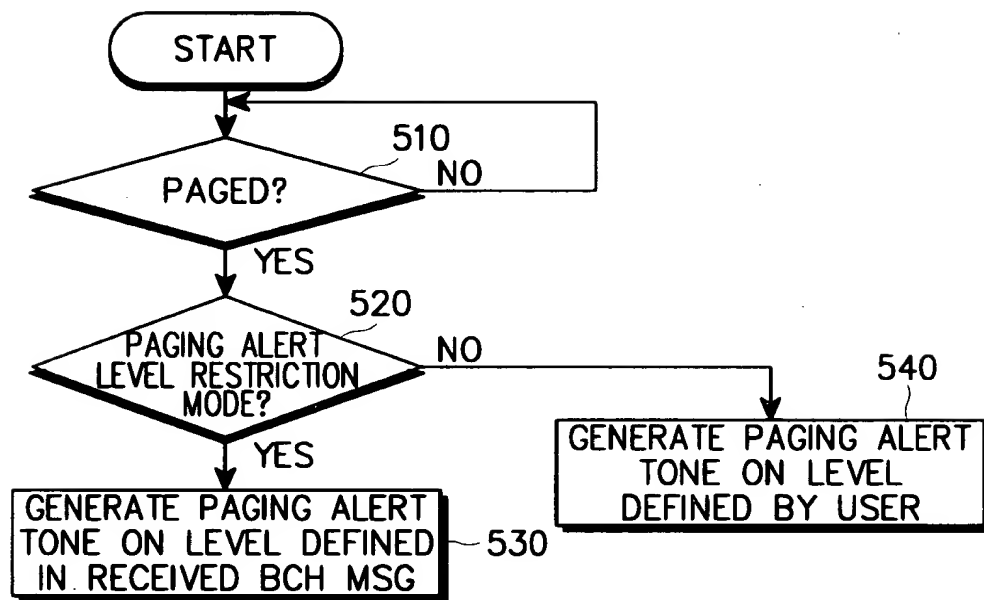 START
510
PAGED?
NO
YES
520
PAGING ALERT
LEVEL RESTRICTION
MODE?
NO
YES
540
GENERATE PAGING ALERT
TONE ON LEVEL
DEFINED BY USER
GENERATE PAGING ALERT
TONE ON LEVEL DEFINED
IN RECEIVED BCH MSG
530